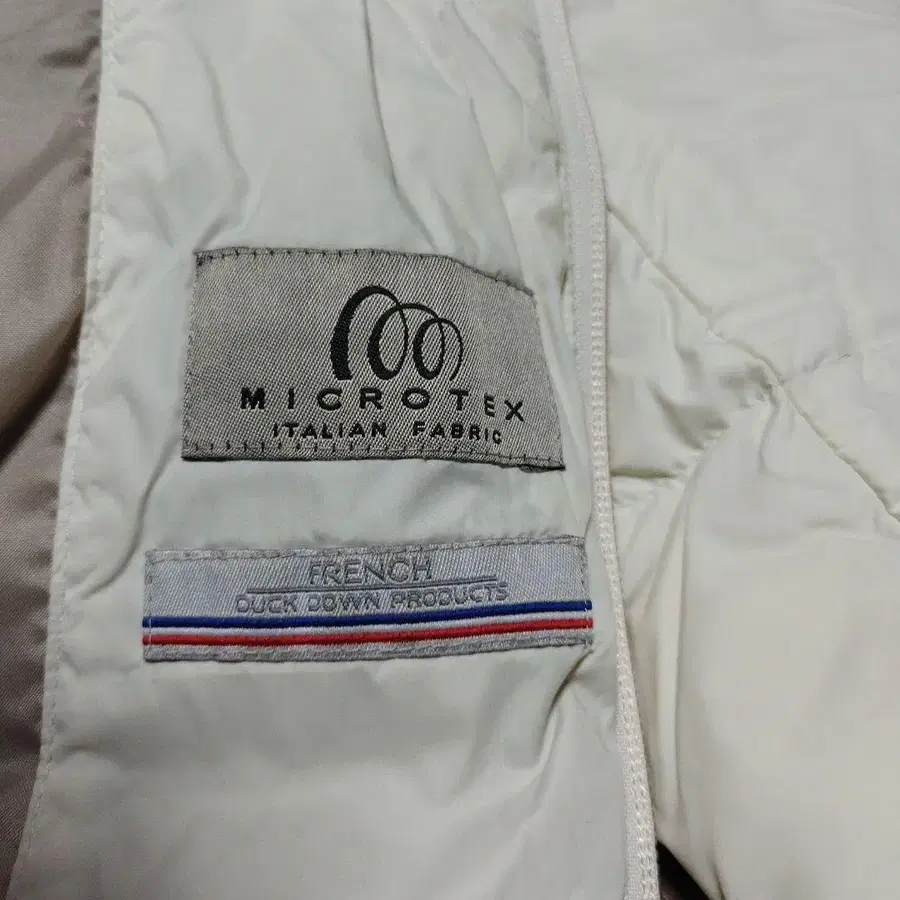 MICROTEX
ITALIAN FABRIC
FRENCH
DUCK DOWN PRODUCTS